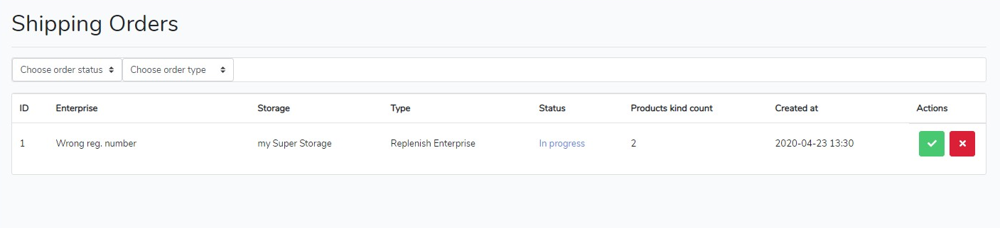 Shipping Orders
Choose order status Choose order type
ID Enterprise Storage Type Status Products kind count Created at Actions
1 Wrong reg. number my Super Storage Replenish Enterprise In progress 2 2020-04-23 13:30